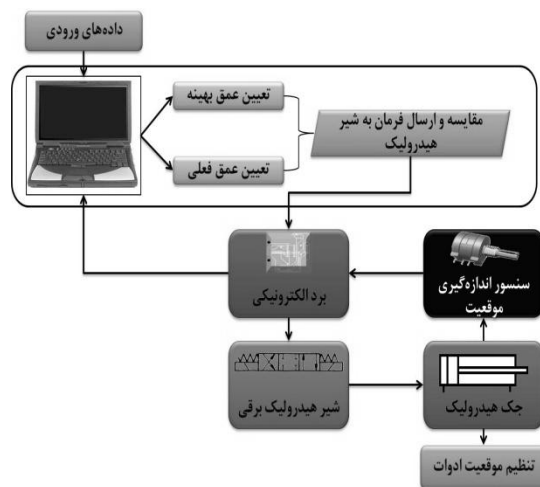 داده‌های ورودی
تعیین عمق بهینه
مقایسه و ارسال فرمان به شیر
هیدرولیک
تعیین عمق فعلی
برد الکترونیکی
سنسور اندازه‌گیری
موقعیت
شیر هیدرولیک برقی
جک هیدرولیک
تنظیم موقعیت ادوات